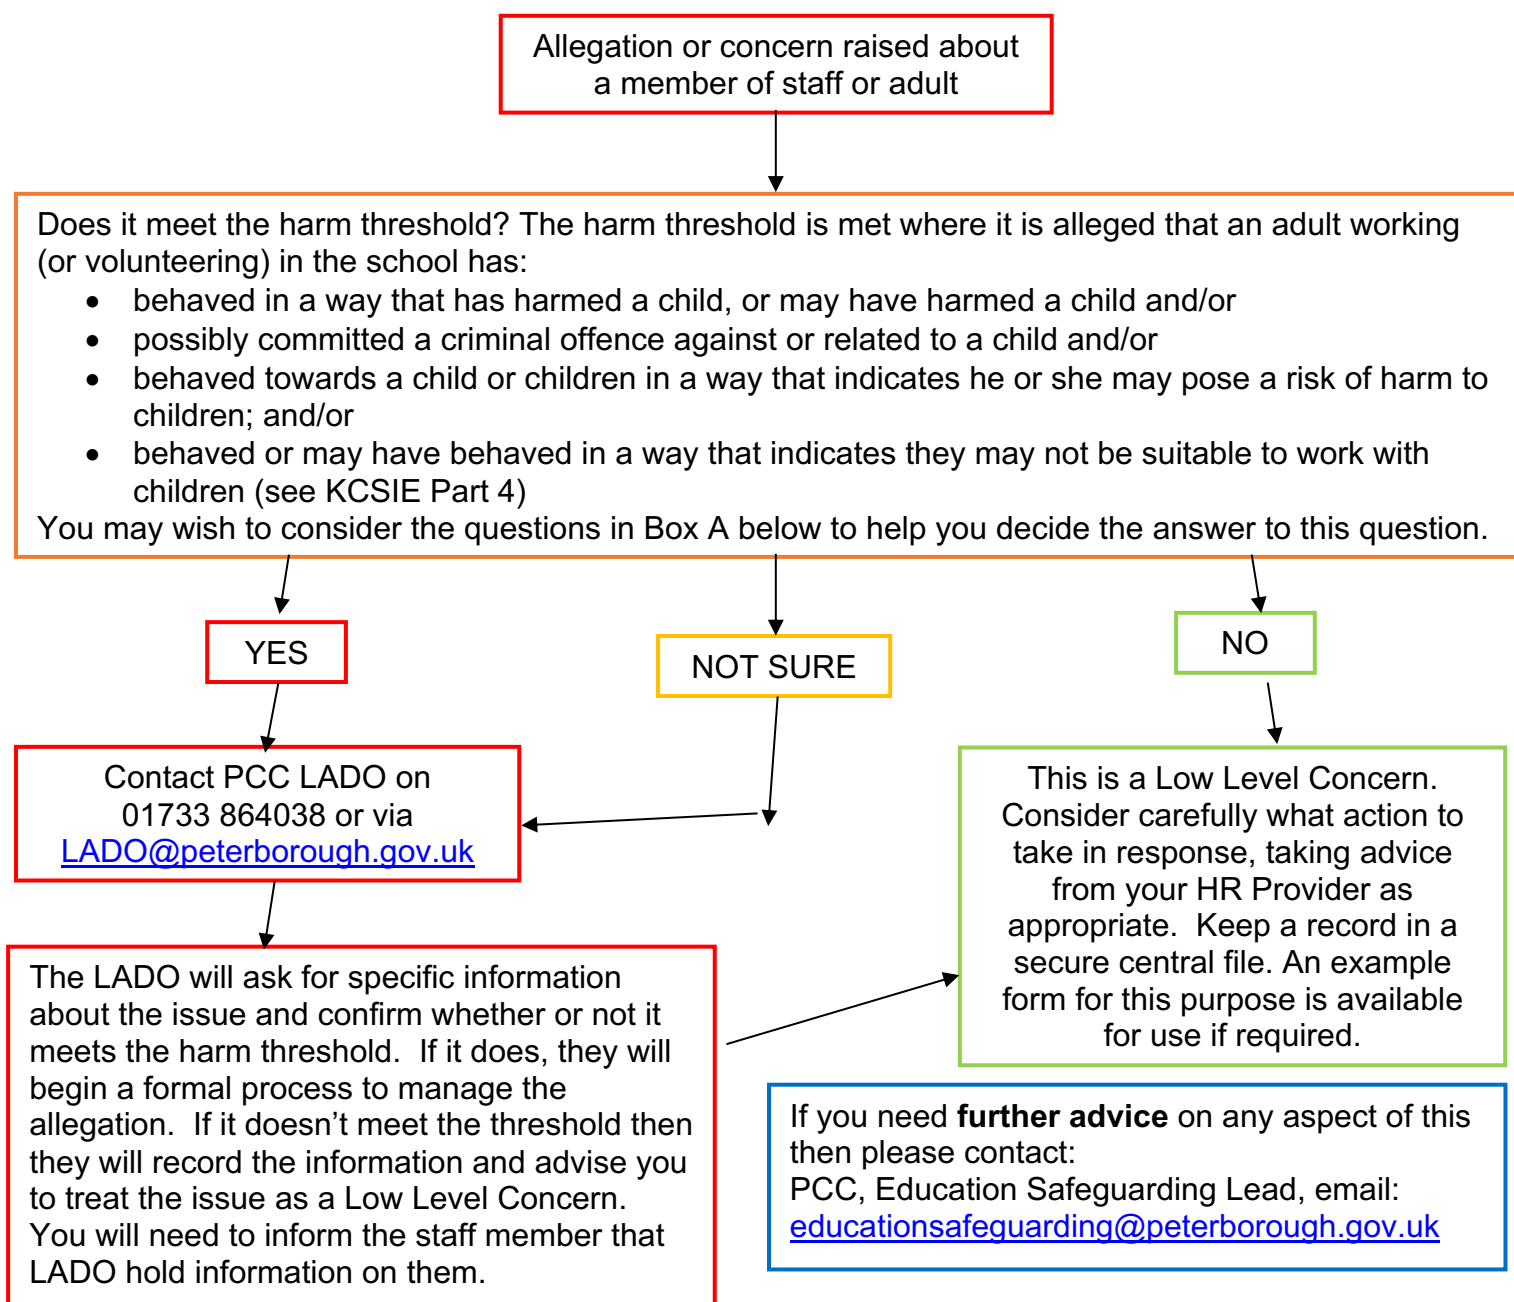 Allegation or concern raised about
a member of staff or adult
Does it meet the harm threshold? The harm threshold is met where it is alleged that an adult working
(or volunteering) in the school has:
• behaved in a way that has harmed a child, or may have harmed a child and/or
• possibly committed a criminal offence against or related to a child and/or
• behaved towards a child or children in a way that indicates he or she may pose a risk of harm to
children; and/or
• behaved or may have behaved in a way that indicates they may not be suitable to work with
children (see KCSIE Part 4)
You may wish to consider the questions in Box A below to help you decide the answer to this question.
YES
NOT SURE
NO
Contact PCC LADO on
01733 864038 or via
LADO@peterborough.gov.uk
This is a Low Level Concern.
Consider carefully what action to
take in response, taking advice
from your HR Provider as
appropriate.  Keep a record in a
secure central file. An example
form for this purpose is available
for use if required.
The LADO will ask for specific information
about the issue and confirm whether or not it
meets the harm threshold.  If it does, they will
begin a formal process to manage the
allegation.  If it doesn’t meet the threshold then
they will record the information and advise you
to treat the issue as a Low Level Concern.
You will need to inform the staff member that
LADO hold information on them.
If you need further advice on any aspect of this
then please contact:
PCC, Education Safeguarding Lead, email:
educationsafeguarding@peterborough.gov.uk